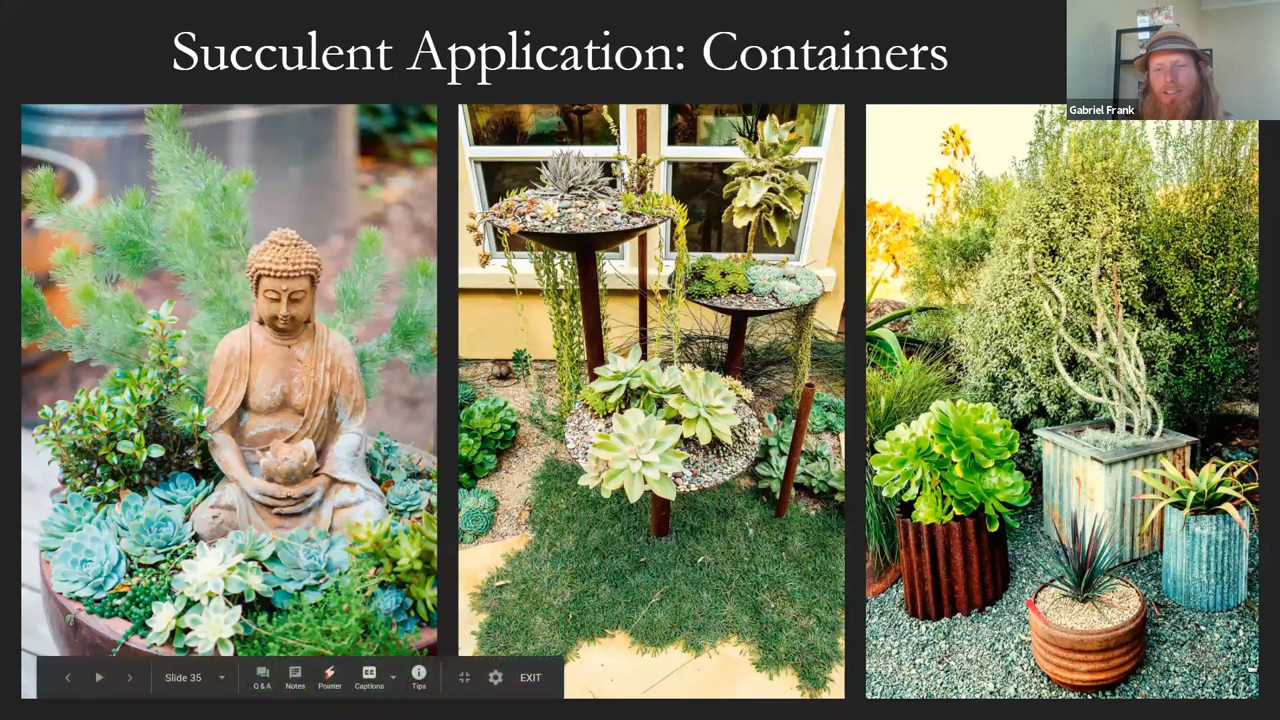 Succulent Application: Containers
Gabriel Frank
Slide 35
Q & A
Notes
Pointer
Captions
Tips
EXIT